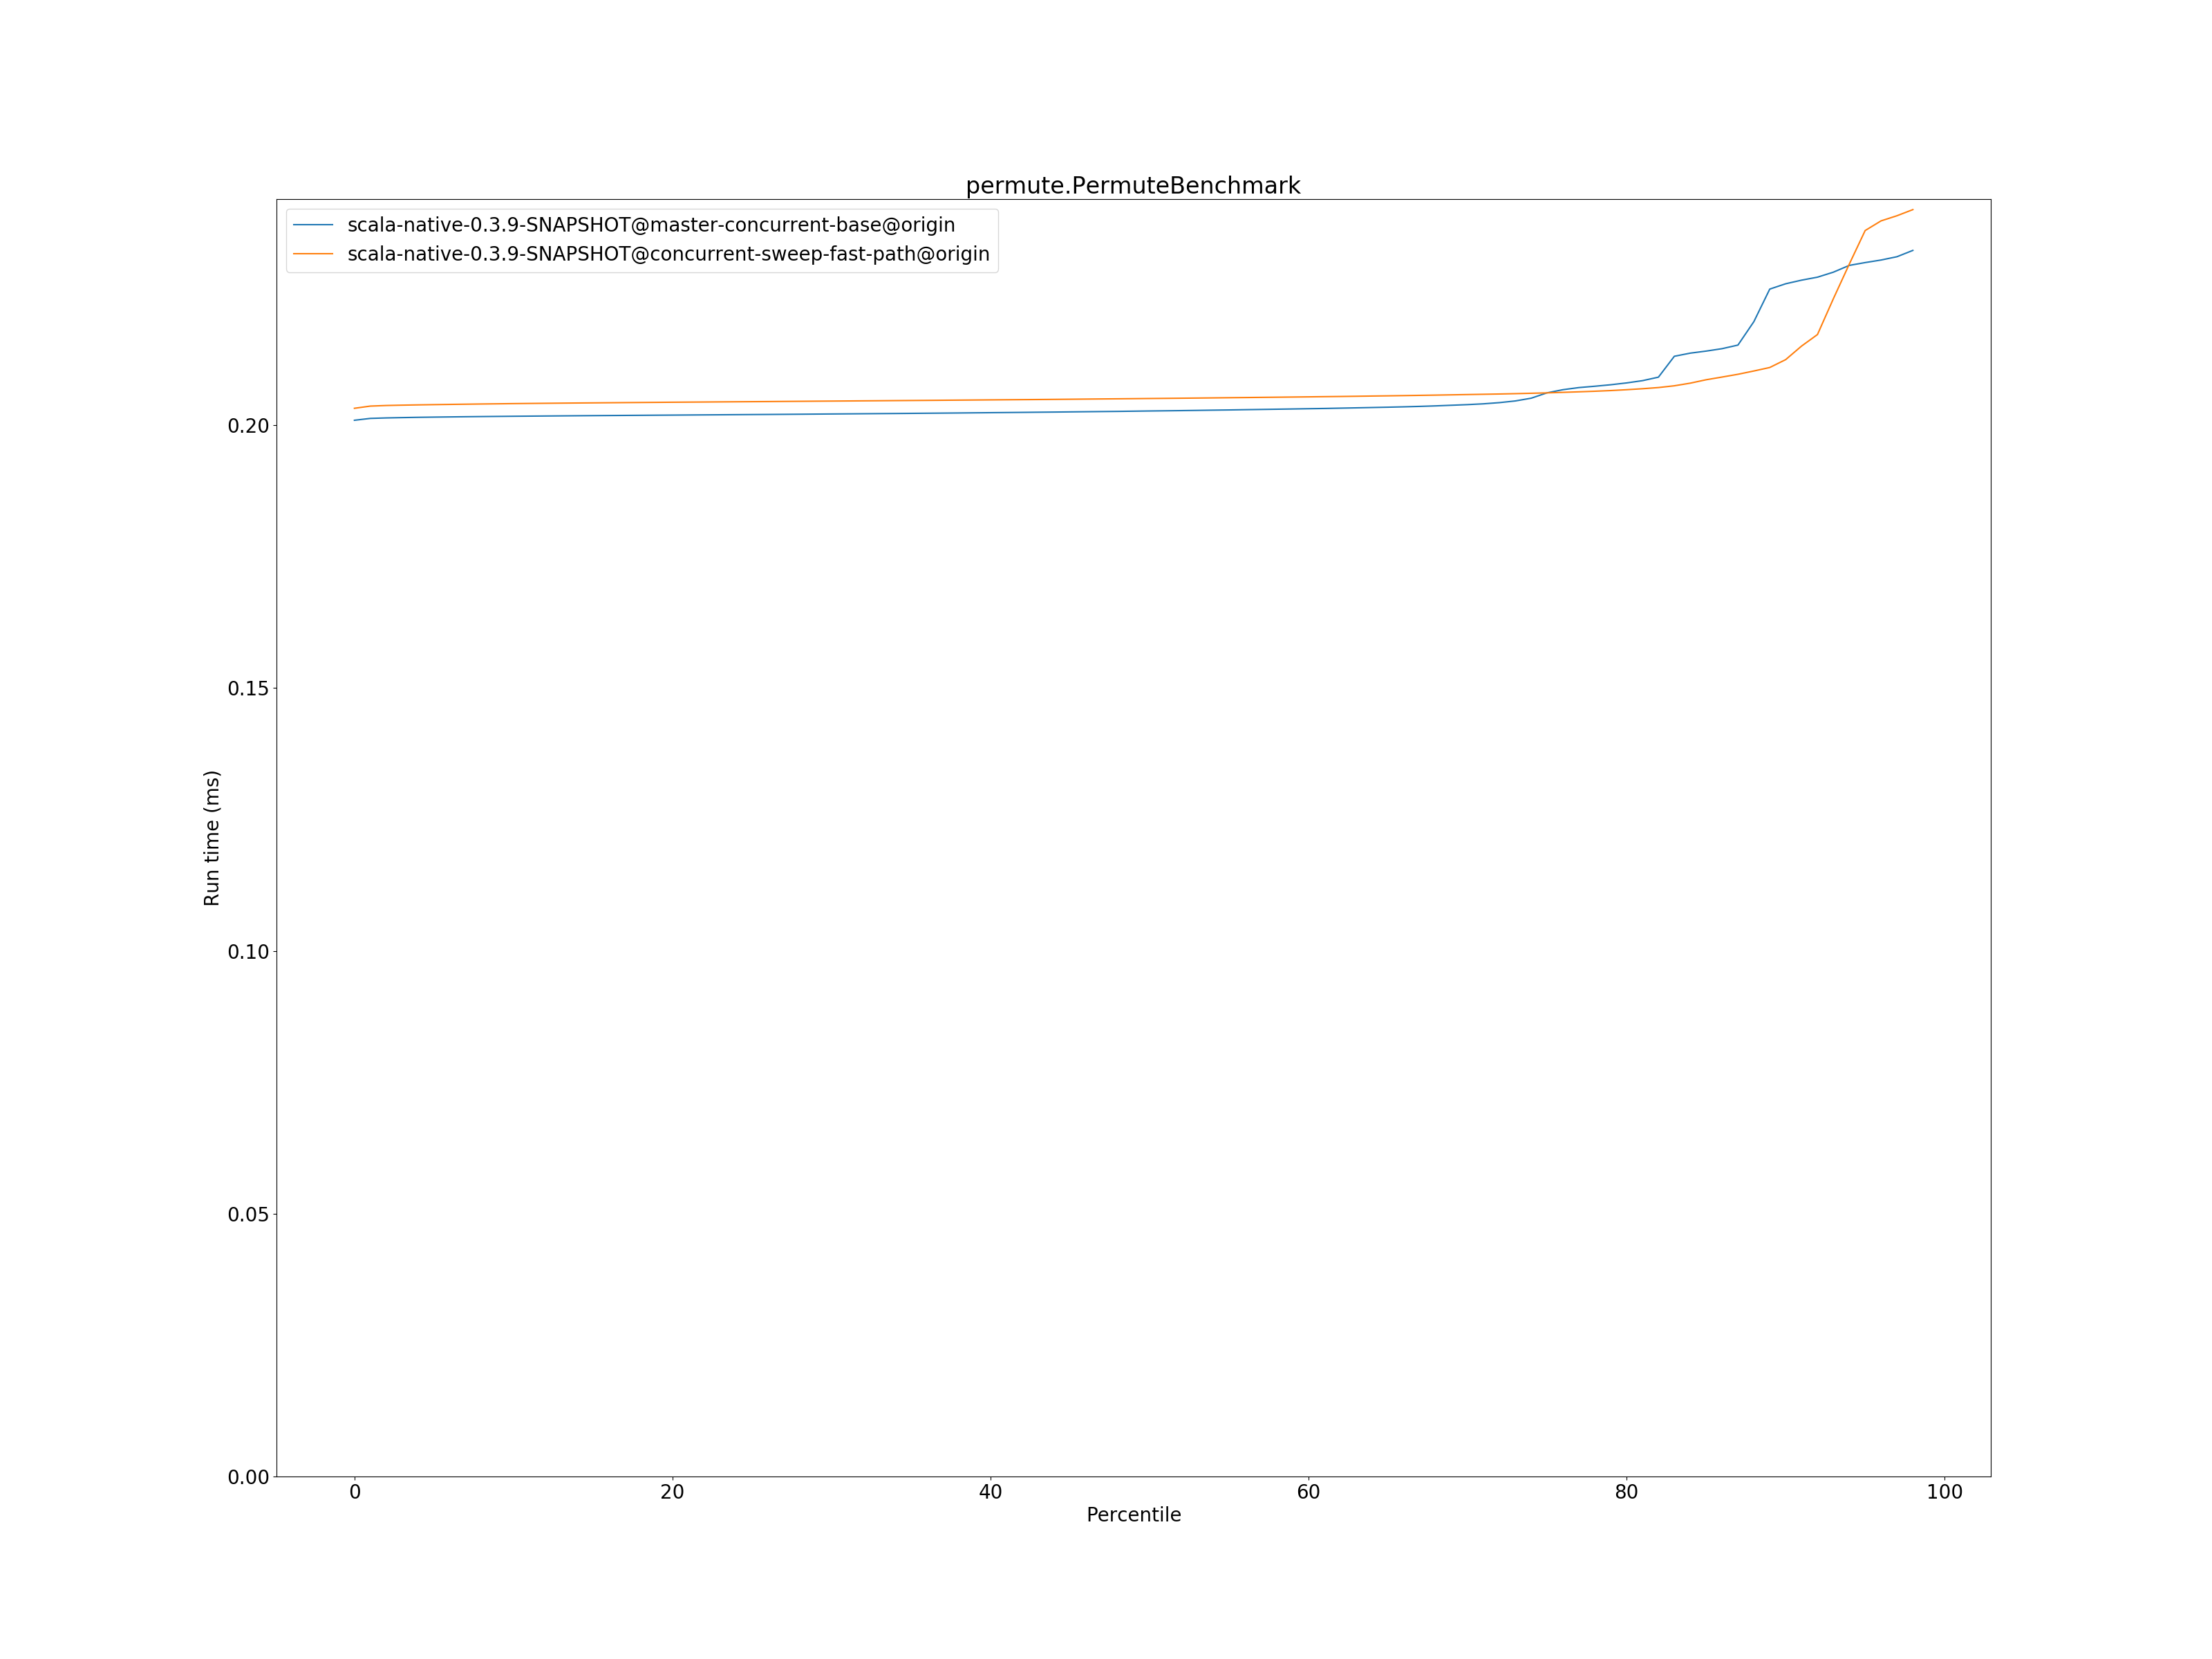 permute.PermuteBenchmark
scala-native-0.3.9-SNAPSHOT@master-concurrent-base@origin
scala-native-0.3.9-SNAPSHOT@concurrent-sweep-fast-path@origin
0.20
0.15
0.10
0.05
0.00
Run time (ms)
0 20 40 60 80 100
Percentile